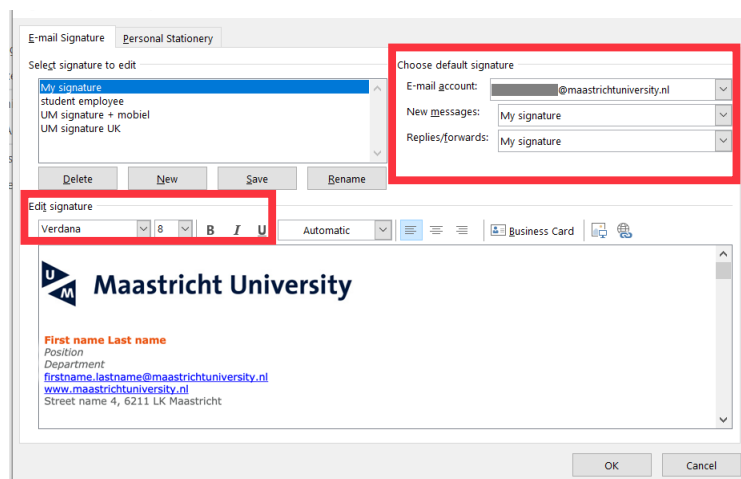 E-mail Signature Personal Stationery
Select signature to edit
My signature
student employee
UM signature + mobiel
UM signature UK
Delete New Save Rename
Choose default signature
E-mail account: @maastrichtuniversity.nl
New messages: My signature
Replies/forwards: My signature
Edit signature
Verdana 8 B I U Automatic Business Card
UM Maastricht University
First name Last name
Position
Department
firstname.lastname@maastrichtuniversity.nl
www.maastrichtuniversity.nl
Street name 4, 6211 LK Maastricht
OK Cancel